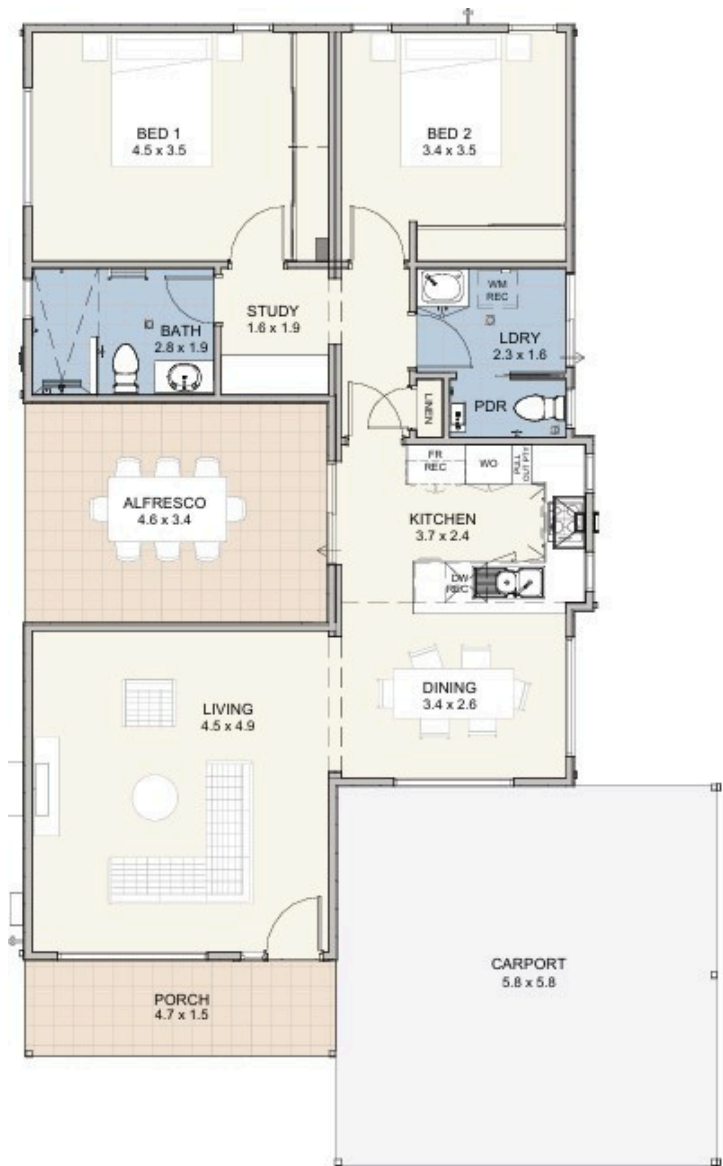 BED 1
4.5 x 3.5
BED 2
3.4 x 3.5
STUDY
1.6 x 1.9
BATH
2.8 x 1.9
WM
REC
LDRY
2.3 x 1.6
PDR
LINEN
FR
REC
WO
PULL
OUT PTY
ALFRESCO
4.6 x 3.4
KITCHEN
3.7 x 2.4
DW
REC
LIVING
4.5 x 4.9
DINING
3.4 x 2.6
CARPORT
5.8 x 5.8
PORCH
4.7 x 1.5